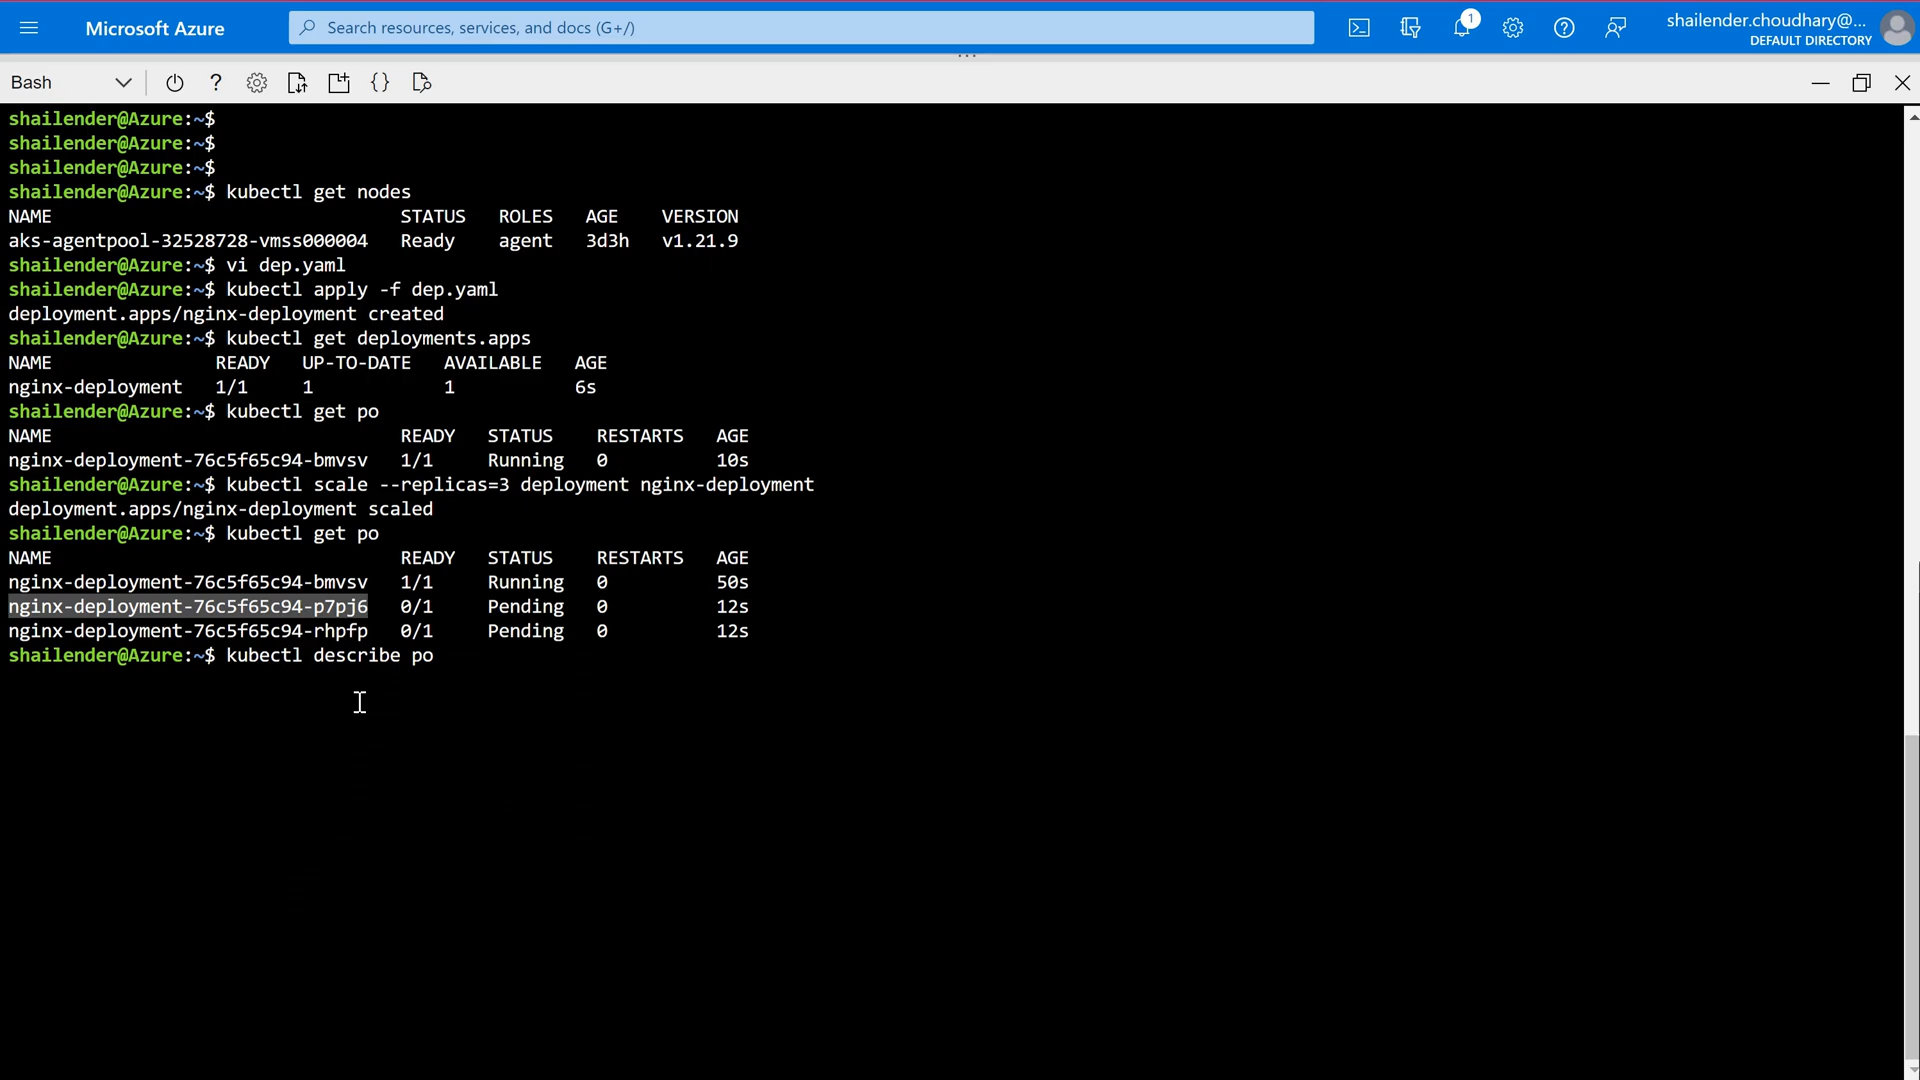 Microsoft Azure
Search resources, services, and docs (G+/)
1
shailender.choudhary@...
DEFAULT DIRECTORY
Bash
shailender@Azure:~$
shailender@Azure:~$
shailender@Azure:~$
shailender@Azure:~$ kubectl get nodes
NAME STATUS ROLES AGE VERSION
aks-agentpool-32528728-vmss000004 Ready agent 3d3h v1.21.9
shailender@Azure:~$ vi dep.yaml
shailender@Azure:~$ kubectl apply -f dep.yaml
deployment.apps/nginx-deployment created
shailender@Azure:~$ kubectl get deployments.apps
NAME READY UP-TO-DATE AVAILABLE AGE
nginx-deployment 1/1 1 1 6s
shailender@Azure:~$ kubectl get po
NAME READY STATUS RESTARTS AGE
nginx-deployment-76c5f65c94-bmvsv 1/1 Running 0 10s
shailender@Azure:~$ kubectl scale --replicas=3 deployment nginx-deployment
deployment.apps/nginx-deployment scaled
shailender@Azure:~$ kubectl get po
NAME READY STATUS RESTARTS AGE
nginx-deployment-76c5f65c94-bmvsv 1/1 Running 0 50s
nginx-deployment-76c5f65c94-p7pj6 0/1 Pending 0 12s
nginx-deployment-76c5f65c94-rhpfp 0/1 Pending 0 12s
shailender@Azure:~$ kubectl describe po